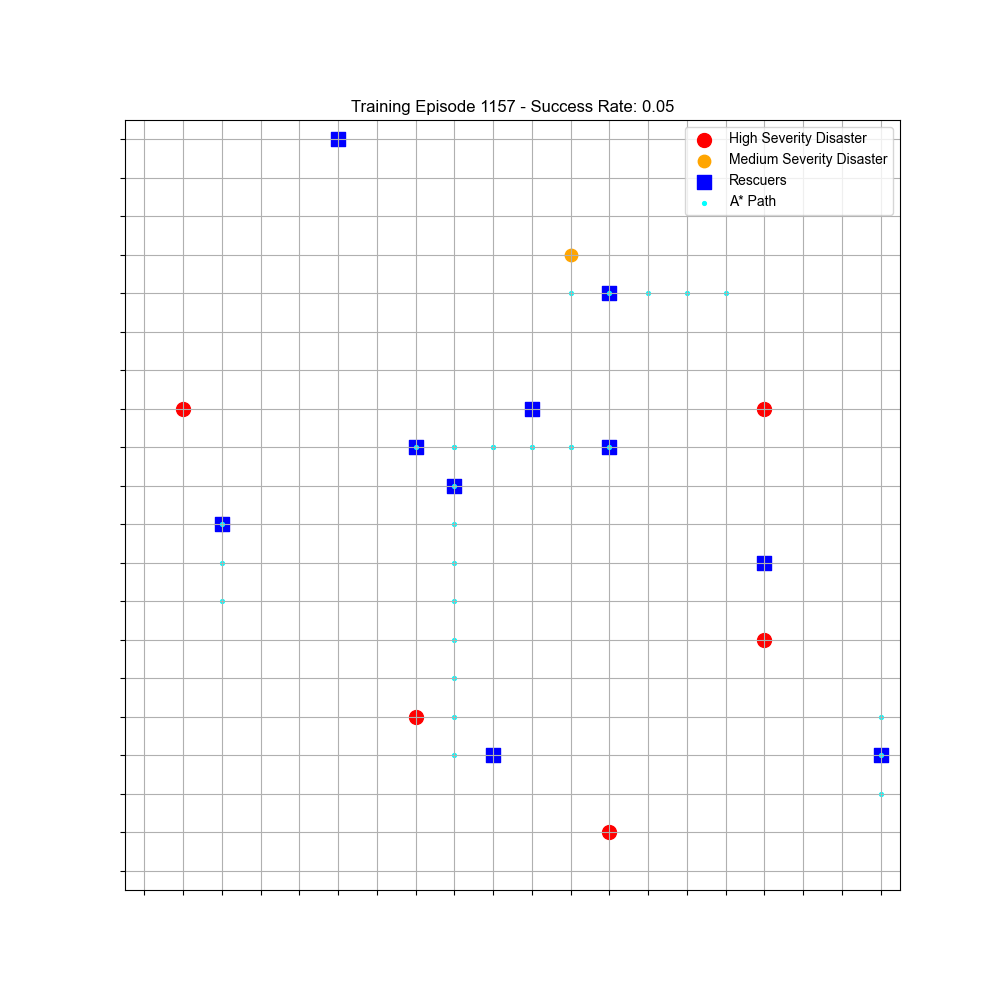 Training Episode 1157 - Success Rate: 0.05
High Severity Disaster
Medium Severity Disaster
Rescuers
A* Path